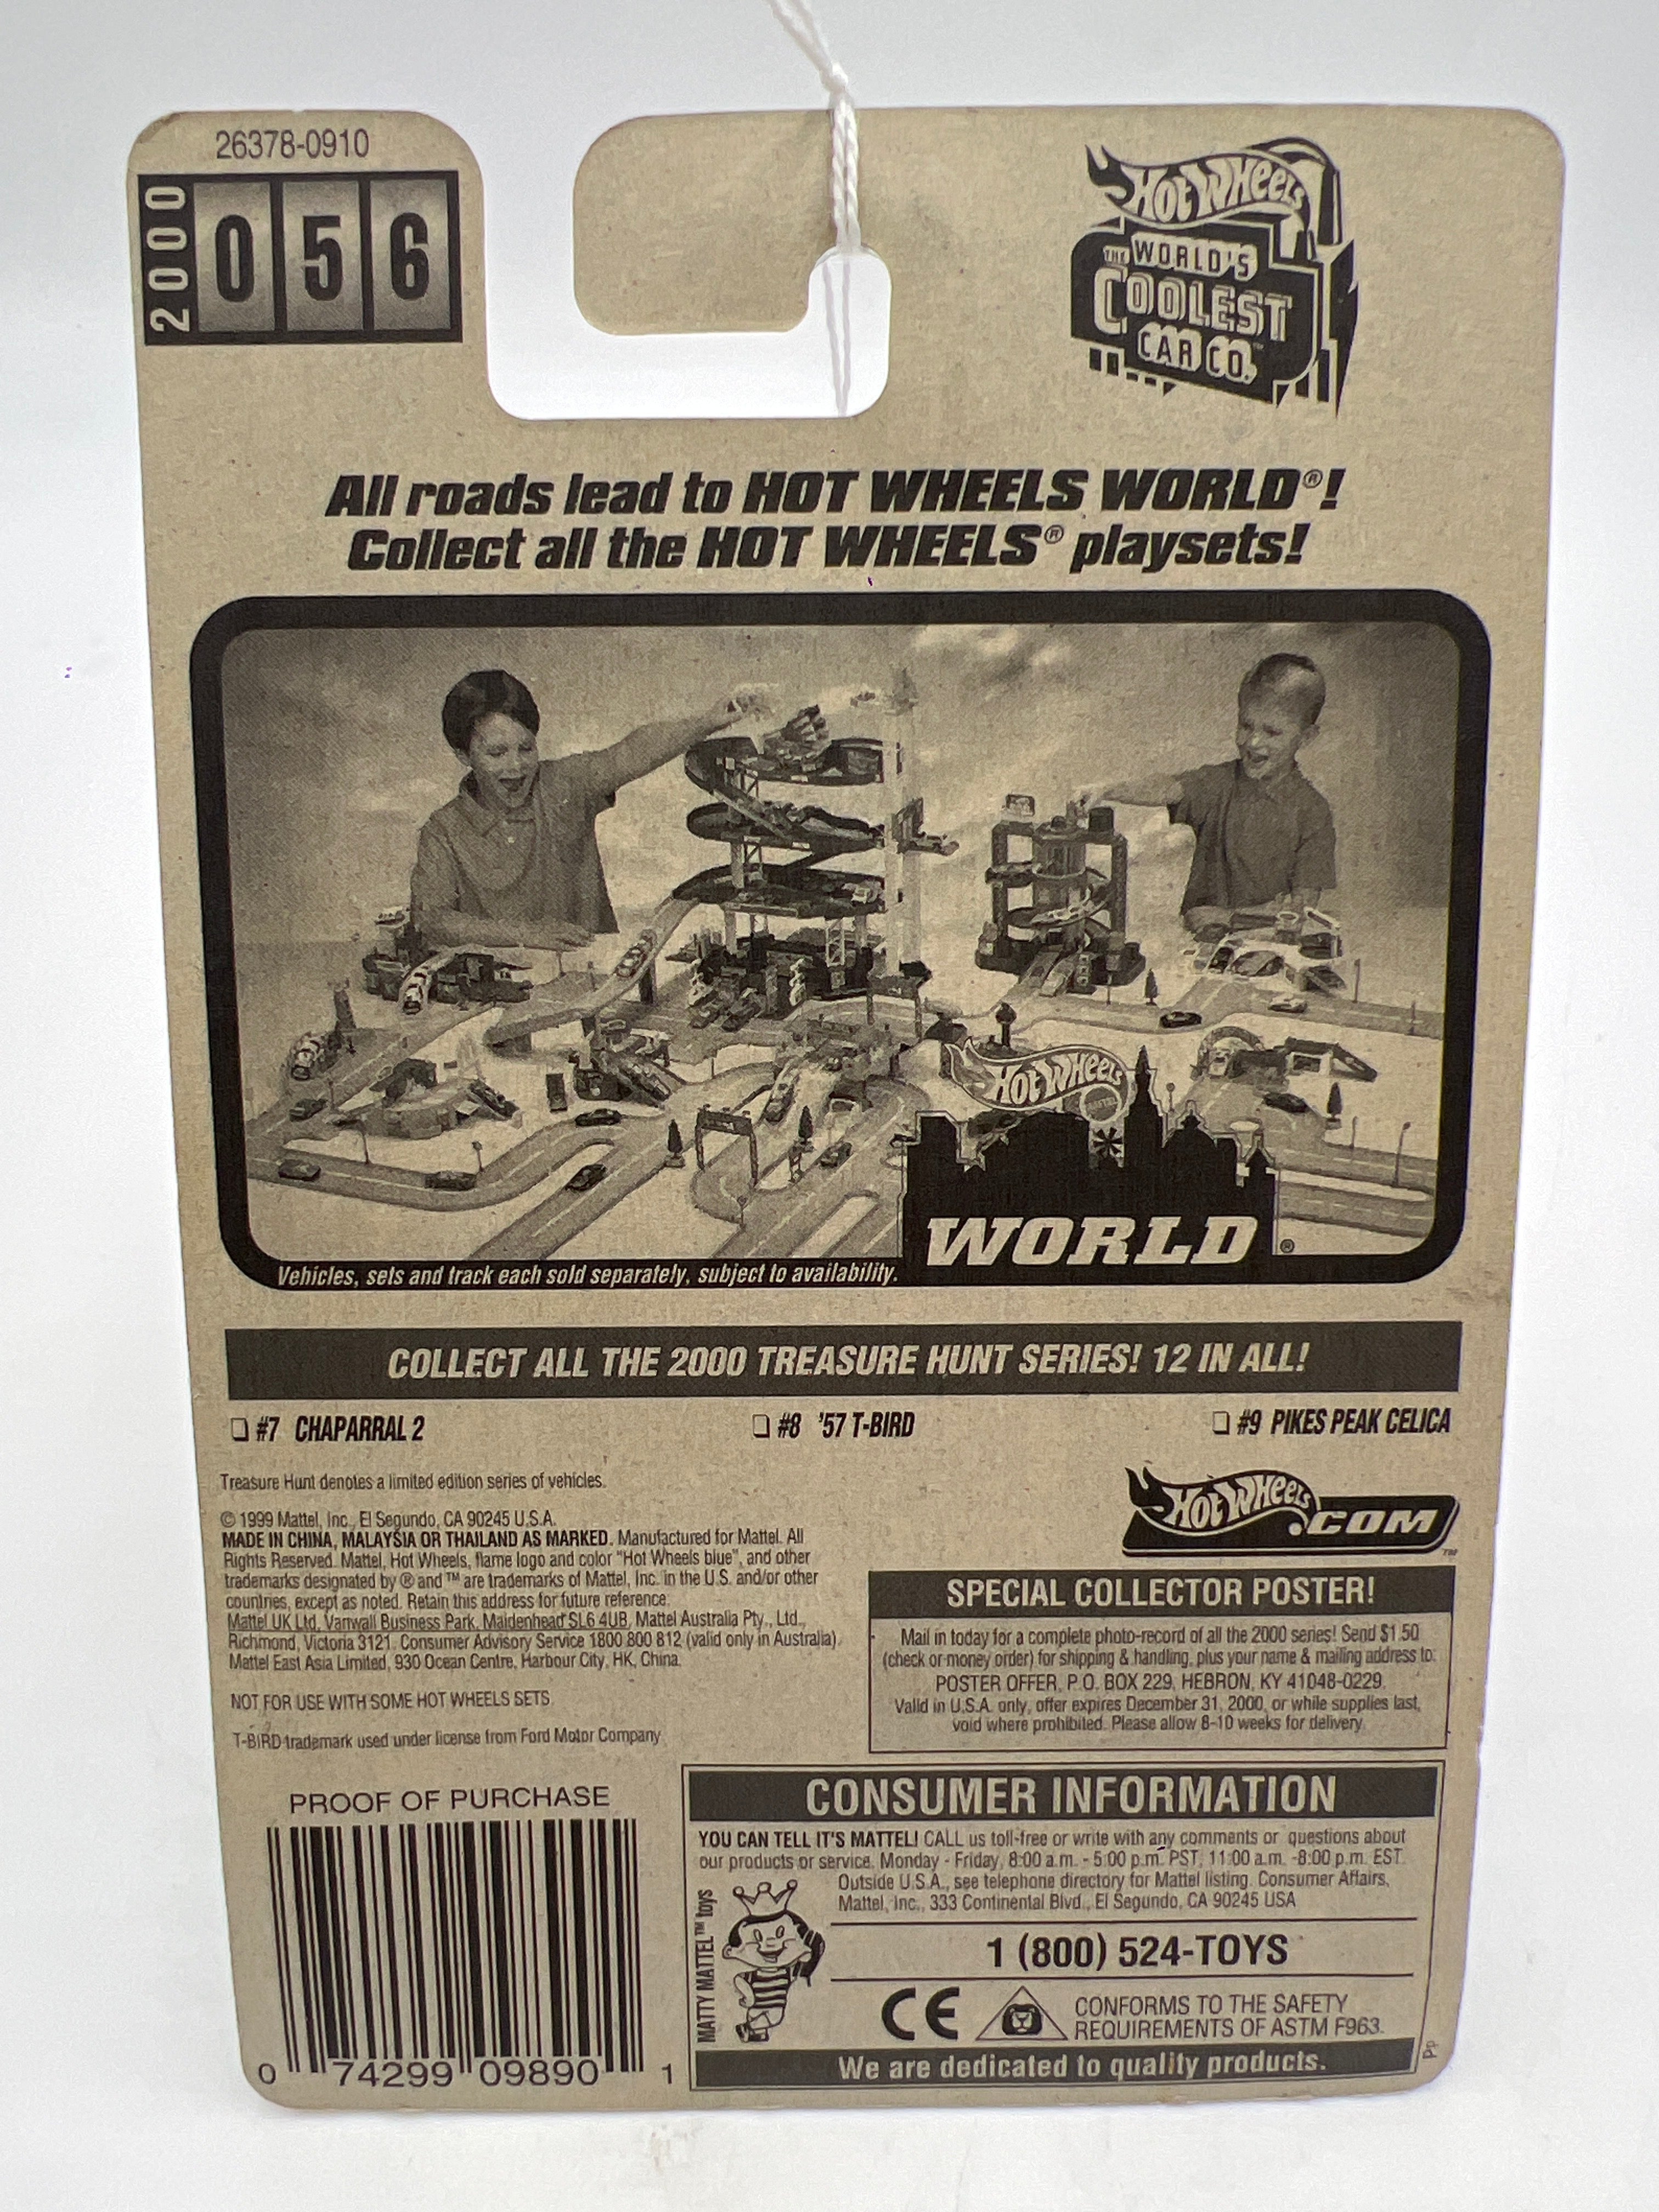 26378-0910
2000
056
HOT WHEELS
THE WORLD'S
COOLEST
CAR CO.™
All roads lead to HOT WHEELS WORLD®!
Collect all the HOT WHEELS® playsets!
HOT WHEELS
MATTEL
WORLD®
Vehicles, sets and track each sold separately, subject to availability.
COLLECT ALL THE 2000 TREASURE HUNT SERIES! 12 IN ALL!
❏ #7 CHAPARRAL 2 ❏ #8 '57 T-BIRD ❏ #9 PIKES PEAK CELICA
Treasure Hunt denotes a limited edition series of vehicles.
© 1999 Mattel, Inc., El Segundo, CA 90245 U.S.A.
MADE IN CHINA, MALAYSIA OR THAILAND AS MARKED. Manufactured for Mattel. All
Rights Reserved. Mattel, Hot Wheels, flame logo and color "Hot Wheels blue", and other
trademarks designated by ® and ™ are trademarks of Mattel, Inc. in the U.S. and/or other
countries, except as noted. Retain this address for future reference:
Mattel UK Ltd, Vanwall Business Park, Maidenhead SL6 4UB. Mattel Australia Pty., Ltd.,
Richmond, Victoria 3121. Consumer Advisory Service 1800 800 812 (valid only in Australia).
Mattel East Asia Limited, 930 Ocean Centre, Harbour City, HK, China.
NOT FOR USE WITH SOME HOT WHEELS SETS.
T-BIRD trademark used under license from Ford Motor Company
HOT WHEELS.COM™
SPECIAL COLLECTOR POSTER!
Mail in today for a complete photo-record of all the 2000 series! Send $1.50
(check or money order) for shipping & handling, plus your name & mailing address to:
POSTER OFFER, P.O. BOX 229, HEBRON, KY 41048-0229.
Valid in U.S.A. only, offer expires December 31, 2000, or while supplies last,
void where prohibited. Please allow 8-10 weeks for delivery.
PROOF OF PURCHASE
0 74299 09890 1
CONSUMER INFORMATION
YOU CAN TELL IT'S MATTEL! CALL us toll-free or write with any comments or questions about
our products or service. Monday - Friday, 8:00 a.m. - 5:00 p.m. PST, 11:00 a.m. -8:00 p.m. EST.
Outside U.S.A., see telephone directory for Mattel listing. Consumer Affairs,
Mattel, Inc., 333 Continental Blvd., El Segundo, CA 90245 USA
MATTY MATTEL™ toys
1 (800) 524-TOYS
CE
CONFORMS TO THE SAFETY
REQUIREMENTS OF ASTM F963.
We are dedicated to quality products.
Pp